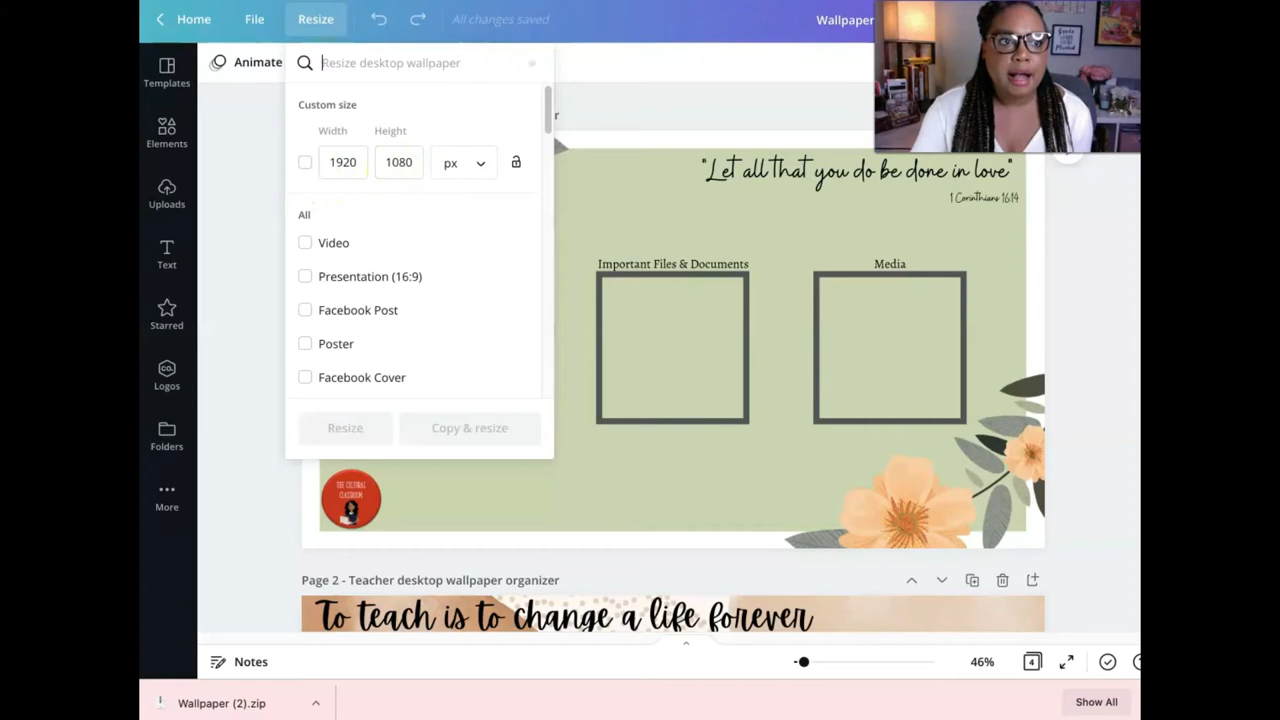 Home File Resize All changes saved Wallpaper
Animate Resize desktop wallpaper
Custom size
Width Height
1920 1080 px
All
Video
Presentation (16:9)
Facebook Post
Poster
Facebook Cover
Resize Copy & resize
Templates
Elements
Uploads
Text
Starred
Logos
CO.
Folders
More
"Let all that you do be done in love"
1 Corinthians 16:14
Important Files & Documents Media
THE CULTURAL
CLASSROOM
Page 2 - Teacher desktop wallpaper organizer
To teach is to change a life forever
Notes 46% 4
Wallpaper (2).zip Show All